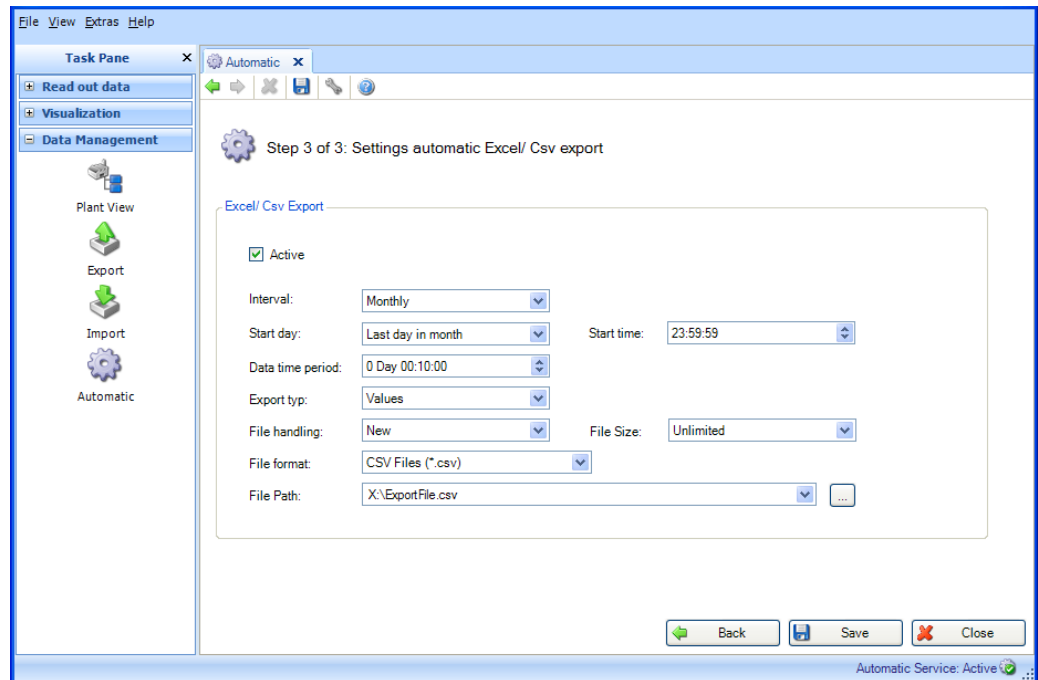 File View Extras Help
Task Pane
Read out data
Visualization
Data Management
Plant View
Export
Import
Automatic
Automatic
Step 3 of 3: Settings automatic Excel/ Csv export
Excel/ Csv Export
Active
Interval: Monthly
Start day: Last day in month Start time: 23:59:59
Data time period: 0 Day 00:10:00
Export typ: Values
File handling: New File Size: Unlimited
File format: CSV Files (*.csv)
File Path: X:\ExportFile.csv ...
Back Save Close
Automatic Service: Active